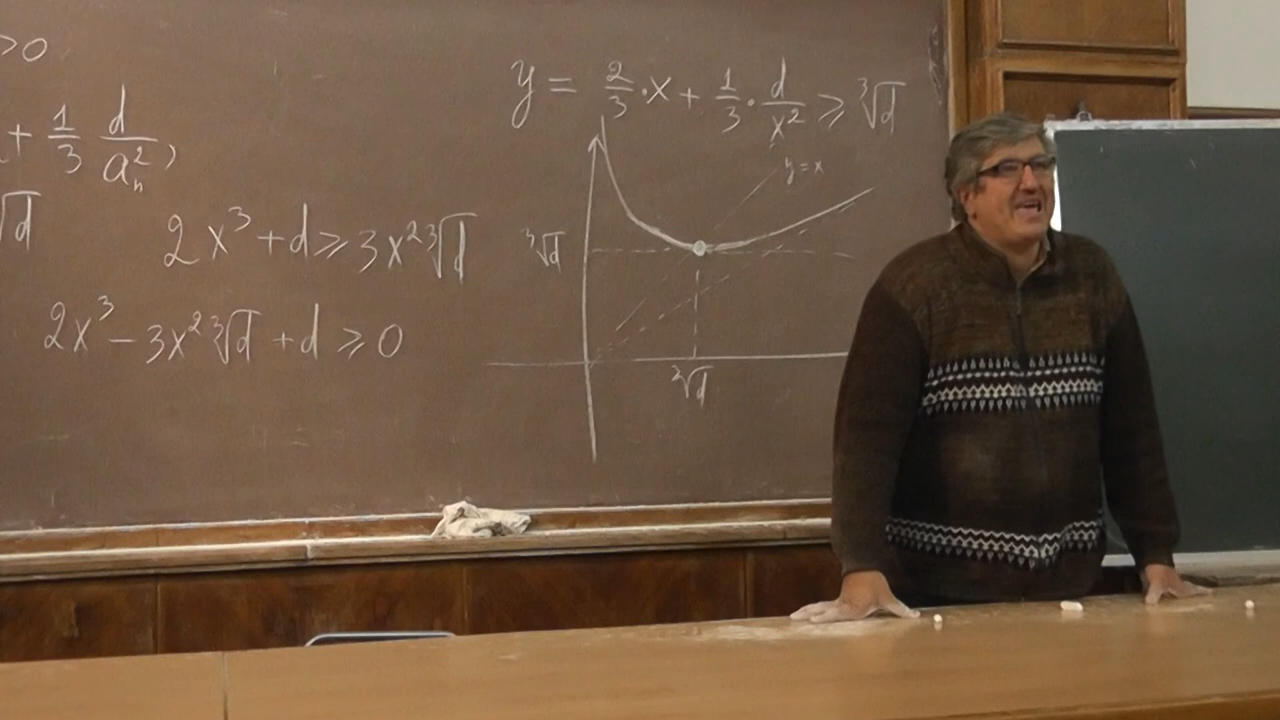 >0
+ 1/3 d/aₙ²)
√d
2x³ + d ⩾ 3x² ∛d
2x³ − 3x² ∛d + d ⩾ 0
y = 2/3 · x + 1/3 · d/x² ⩾ ∛d
y = x
∛d
∛d